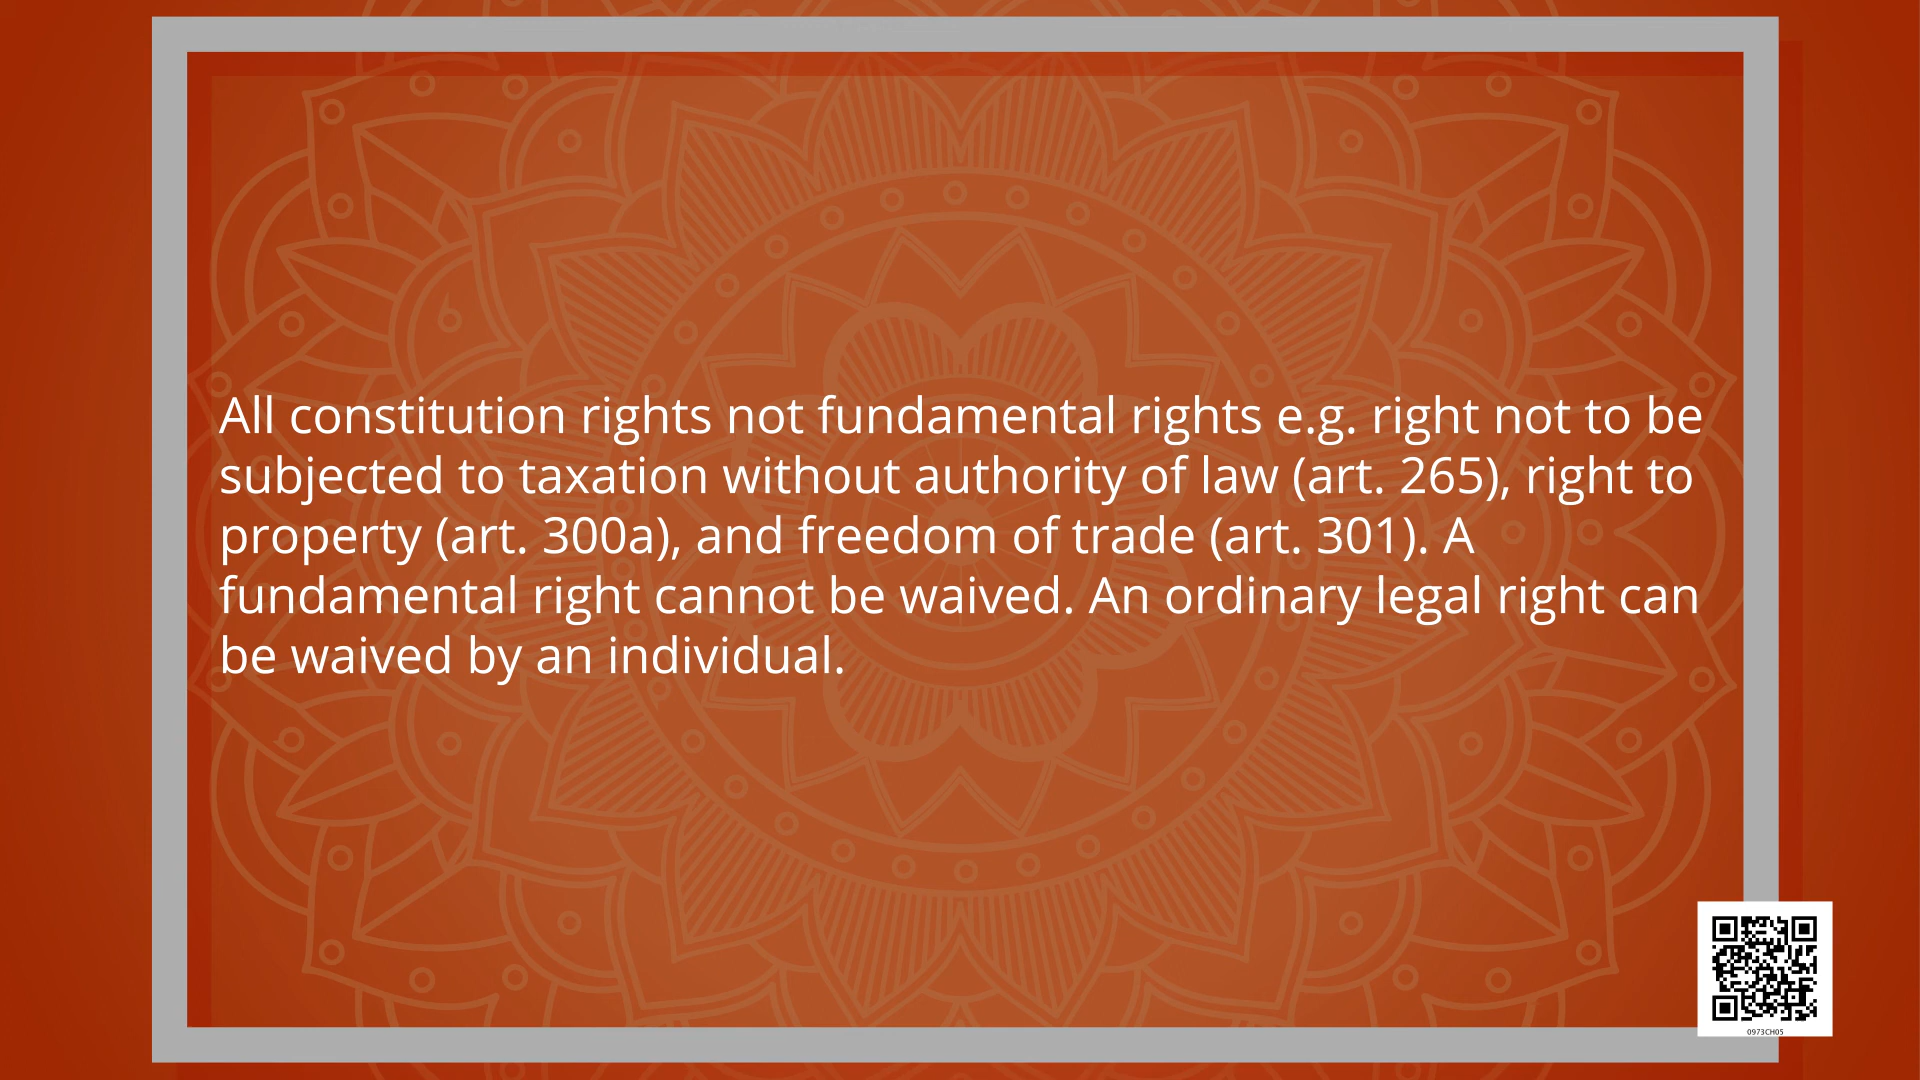 All constitution rights not fundamental rights e.g. right not to be
subjected to taxation without authority of law (art. 265), right to
property (art. 300a), and freedom of trade (art. 301). A
fundamental right cannot be waived. An ordinary legal right can
be waived by an individual.
0973CH05